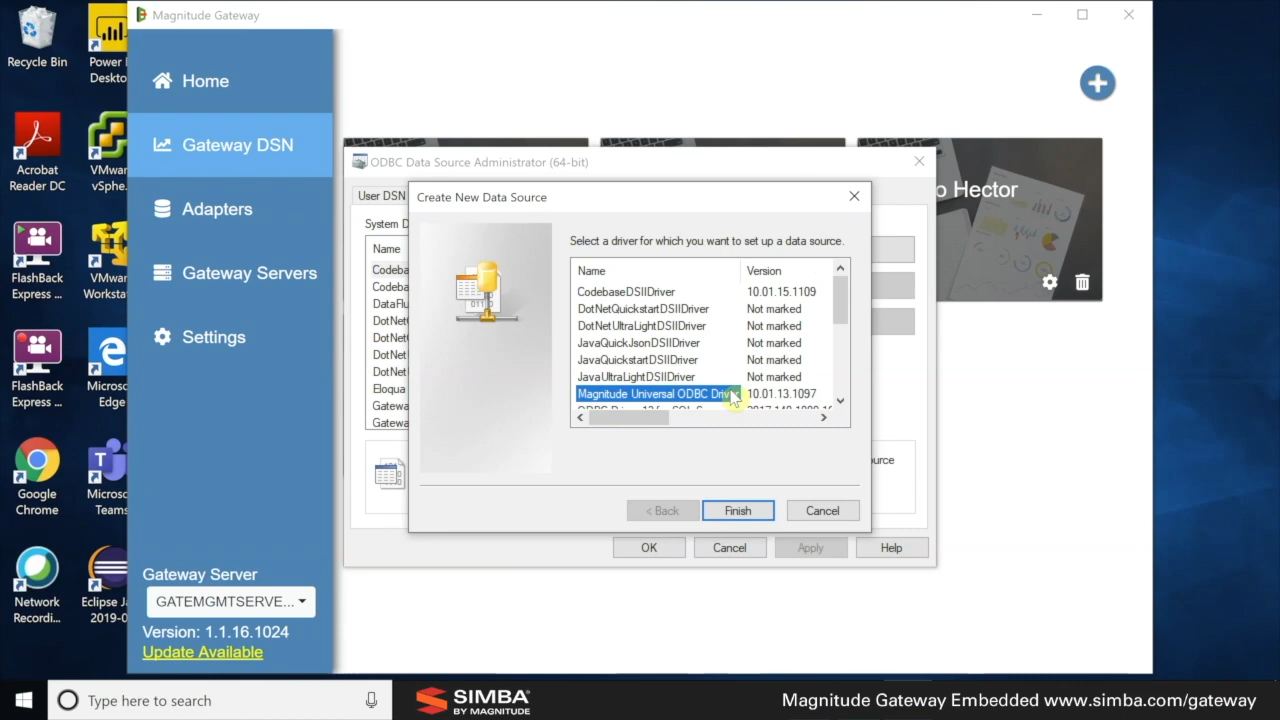 Recycle Bin
Power
Desktc
Acrobat
Reader DC
VMwar
vSphe.
FlashBack
Express ...
VMwa
Workstа
FlashBack
Express ...
Micros
Edge
Google
Chrome
Micros
Teams
Network
Recordi...
Eclipse Ja
2019-0
Magnitude Gateway
Home
Gateway DSN
Adapters
Gateway Servers
Settings
Gateway Server
GATEMGMTSERVE...
Version: 1.1.16.1024
Update Available
Hector
ODBC Data Source Administrator (64-bit)
User DSN
System D
Name
Codeba
Codeba
DataFlu
DotNet
DotNet
DotNet
DotNet
Eloqua
Gatewa
Gatewa
ource
OK
Cancel
Apply
Help
Create New Data Source
Select a driver for which you want to set up a data source.
Name Version
CodebaseDSIIDriver 10.01.15.1109
DotNetQuickstartDSIIDriver Not marked
DotNetUltraLightDSIIDriver Not marked
JavaQuickJsonDSIIDriver Not marked
JavaQuickstartDSIIDriver Not marked
JavaUltraLightDSIIDriver Not marked
Magnitude Universal ODBC Driv 10.01.13.1097
< Back
Finish
Cancel
Type here to search
SIMBA
BY MAGNITUDE
Magnitude Gateway Embedded www.simba.com/gateway